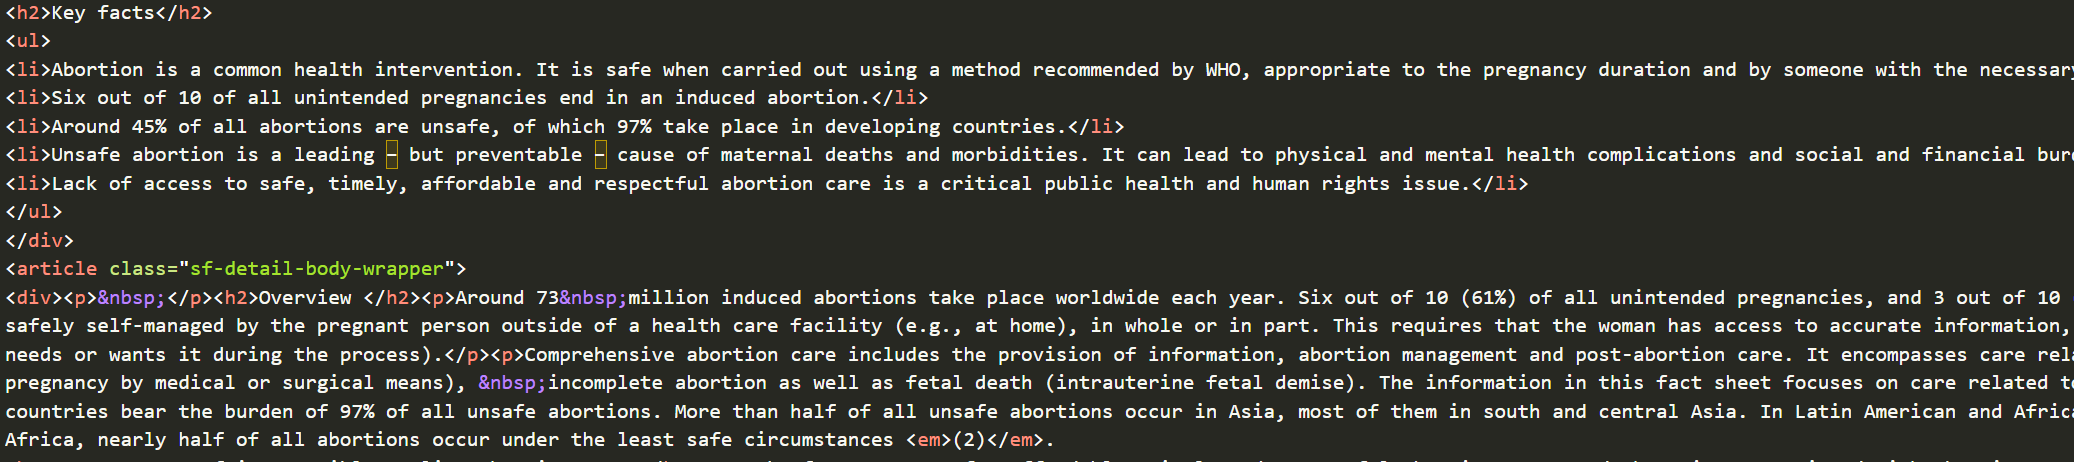 <h2>Key facts</h2>
<ul>
<li>Abortion is a common health intervention. It is safe when carried out using a method recommended by WHO, appropriate to the pregnancy duration and by someone with the necessary
<li>Six out of 10 of all unintended pregnancies end in an induced abortion.</li>
<li>Around 45% of all abortions are unsafe, of which 97% take place in developing countries.</li>
<li>Unsafe abortion is a leading – but preventable – cause of maternal deaths and morbidities. It can lead to physical and mental health complications and social and financial
<li>Lack of access to safe, timely, affordable and respectful abortion care is a critical public health and human rights issue.</li>
</ul>
</div>
<article class="sf-detail-body-wrapper">
<div><p>&nbsp;</p><h2>Overview </h2><p>Around 73&nbsp;million induced abortions take place worldwide each year. Six out of 10 (61%) of all unintended pregnancies, and 3 out of 10
safely self-managed by the pregnant person outside of a health care facility (e.g., at home), in whole or in part. This requires that the woman has access to accurate information,
needs or wants it during the process).</p><p>Comprehensive abortion care includes the provision of information, abortion management and post-abortion care. It encompasses care
pregnancy by medical or surgical means), &nbsp;incomplete abortion as well as fetal death (intrauterine fetal demise). The information in this fact sheet focuses on care related
countries bear the burden of 97% of all unsafe abortions. More than half of all unsafe abortions occur in Asia, most of them in south and central Asia. In Latin American and
Africa, nearly half of all abortions occur under the least safe circumstances <em>(2)</em>.